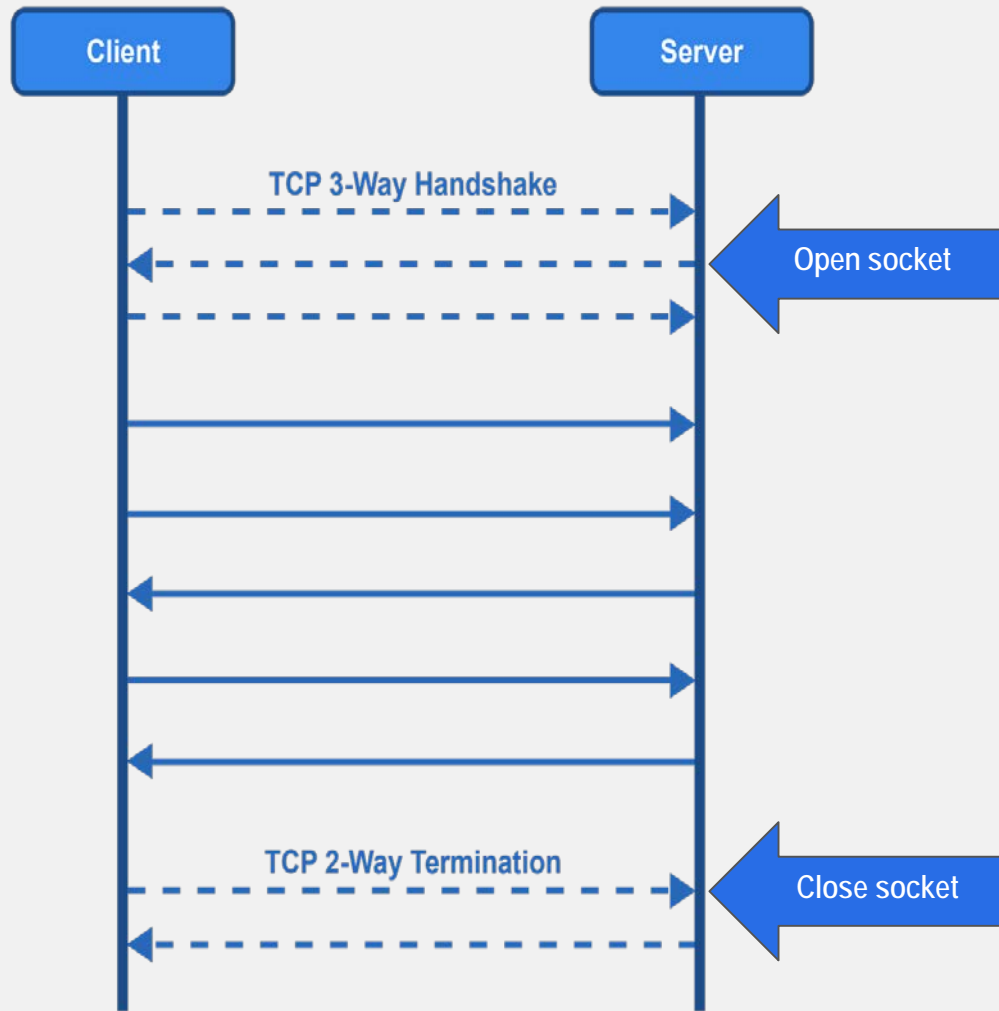 Client
Server
TCP 3-Way Handshake
Open socket
TCP 2-Way Termination
Close socket